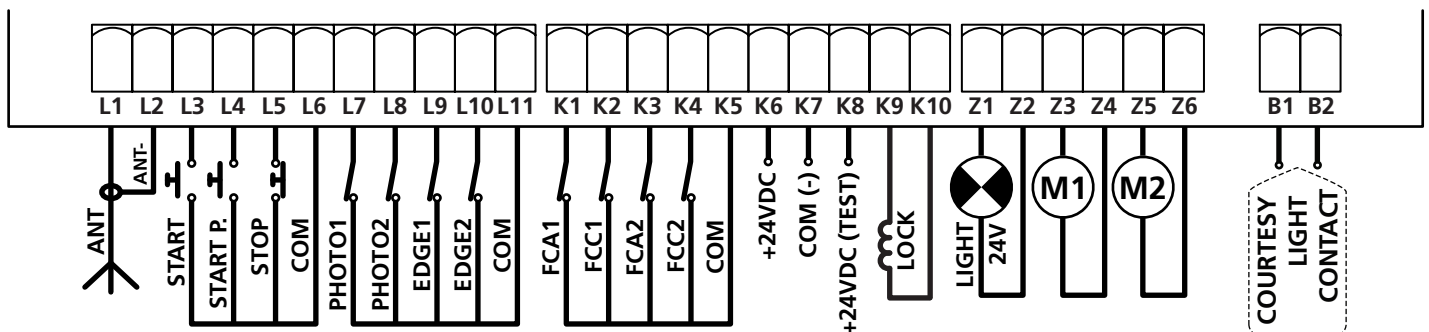 L1 L2 L3 L4 L5 L6 L7 L8 L9 L10 L11 K1 K2 K3 K4 K5 K6 K7 K8 K9 K10 Z1 Z2 Z3 Z4 Z5 Z6 B1 B2
ANT
ANT-
START
START P.
STOP
COM
PHOTO1
PHOTO2
EDGE1
EDGE2
COM
FCA1
FCC1
FCA2
FCC2
COM
+24VDC
COM (-)
+24VDC (TEST)
LOCK
LIGHT
24V
M1
M2
COURTESY
LIGHT
CONTACT